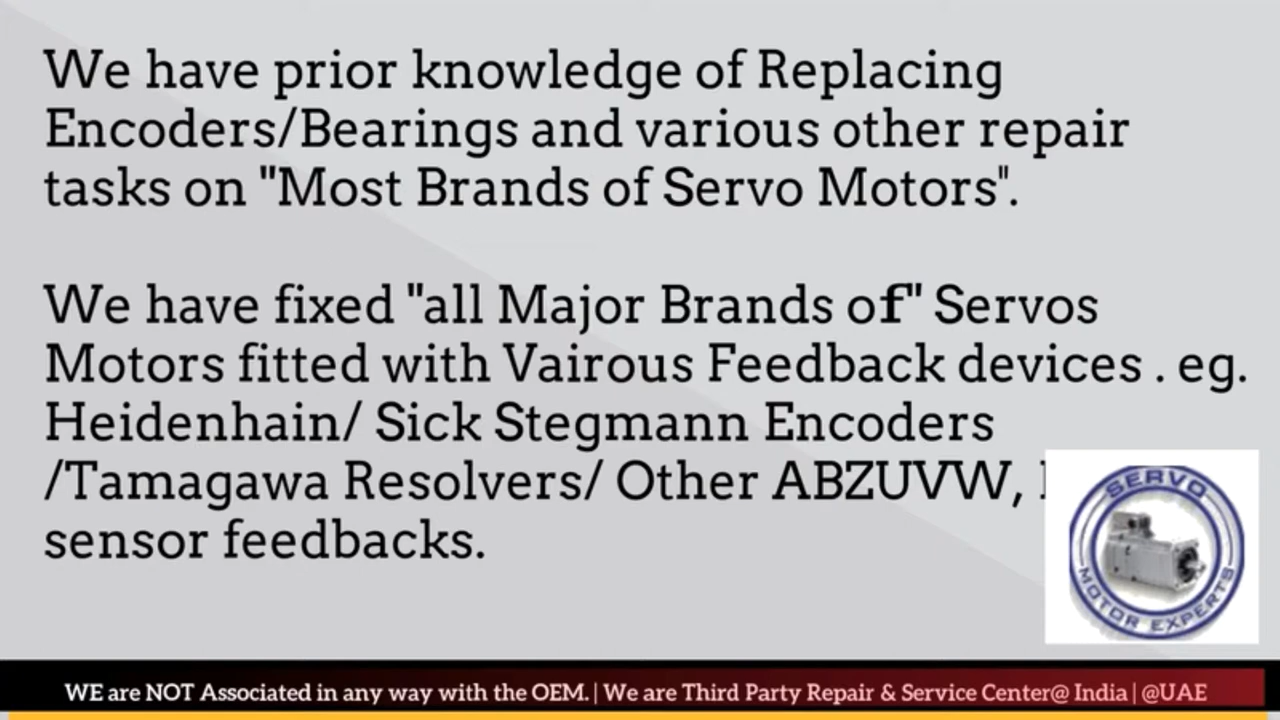 We have prior knowledge of Replacing
Encoders/Bearings and various other repair
tasks on "Most Brands of Servo Motors".
We have fixed "all Major Brands of" Servos
Motors fitted with Vairous Feedback devices . eg.
Heidenhain/ Sick Stegmann Encoders
/Tamagawa Resolvers/ Other ABZUVW,
sensor feedbacks.
SERVO
MOTOR EXPERTS
WE are NOT Associated in any way with the OEM. | We are Third Party Repair & Service Center@ India | @UAE